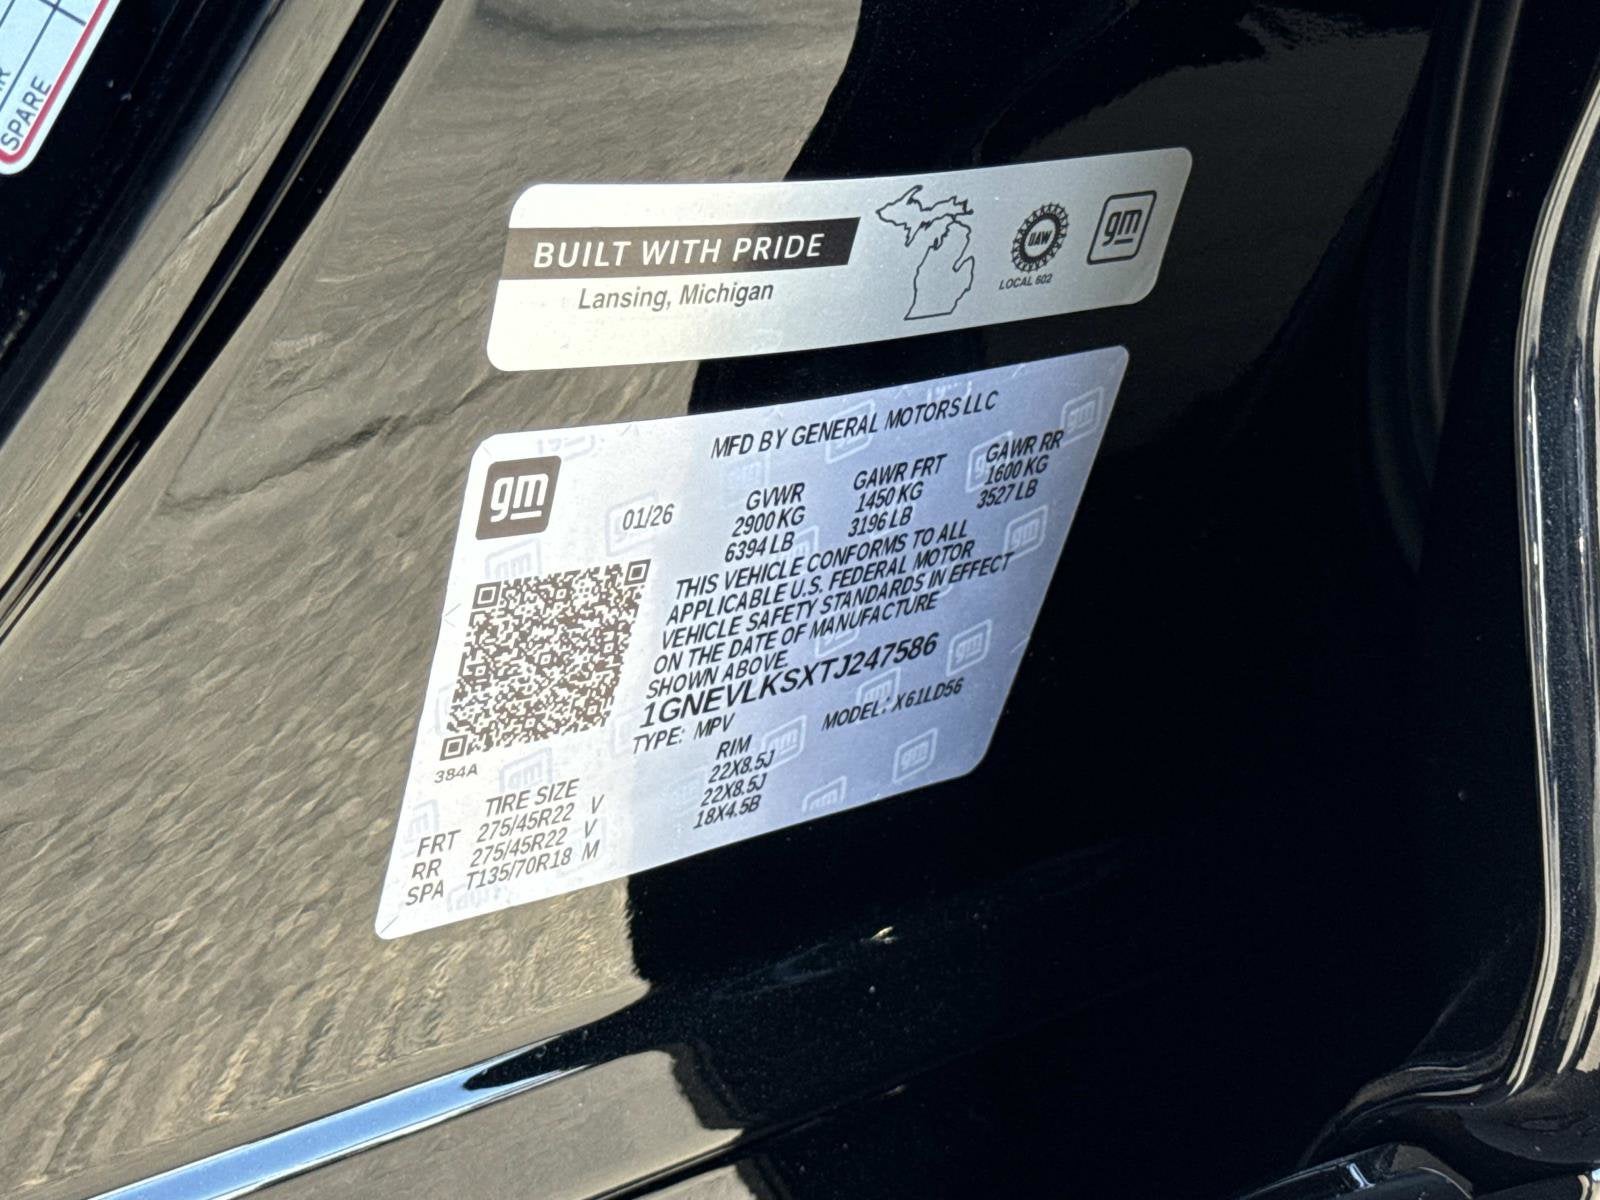 SPARE
BUILT WITH PRIDE
Lansing, Michigan
UAW
LOCAL 602
gm
MFD BY GENERAL MOTORS LLC
gm
01/26
GVWR GAWR FRT GAWR RR
2900 KG 1450 KG 1600 KG
6394 LB 3196 LB 3527 LB
THIS VEHICLE CONFORMS TO ALL
APPLICABLE U.S. FEDERAL MOTOR
VEHICLE SAFETY STANDARDS IN EFFECT
ON THE DATE OF MANUFACTURE
SHOWN ABOVE
1GNEVLKSXTJ247586
TYPE: MPV MODEL: X61LD56
384A
TIRE SIZE RIM
FRT 275/45R22 V 22X8.5J
RR 275/45R22 V 22X8.5J
SPA T135/70R18 M 18X4.5B